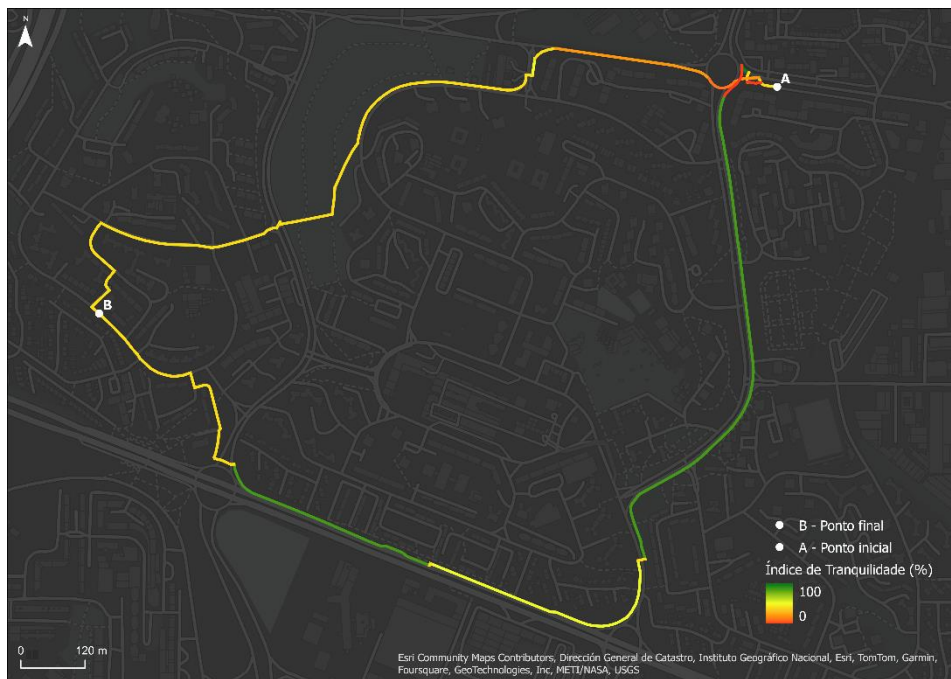 N
A
B
B - Ponto final
A - Ponto inicial
Índice de Tranquilidade (%)
100
0
0 120 m
Esri Community Maps Contributors, Dirección General de Catastro, Instituto Geográfico Nacional, Esri, TomTom, Garmin,
Foursquare, GeoTechnologies, Inc, METI/NASA, USGS